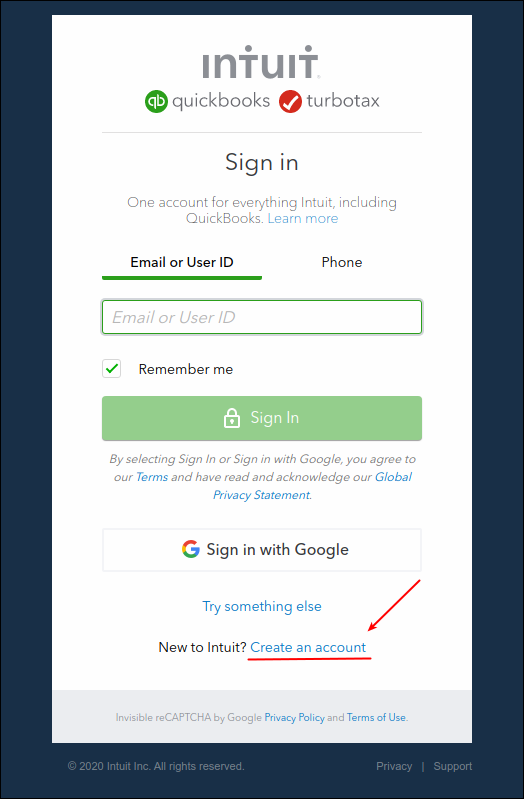 intuit
qb quickbooks turbotax
Sign in
One account for everything Intuit, including
QuickBooks. Learn more
Email or User ID Phone
Email or User ID
Remember me
Sign In
By selecting Sign In or Sign in with Google, you agree to
our Terms and have read and acknowledge our Global
Privacy Statement.
Sign in with Google
Try something else
New to Intuit? Create an account
Invisible reCAPTCHA by Google Privacy Policy and Terms of Use.
© 2020 Intuit Inc. All rights reserved. Privacy | Support